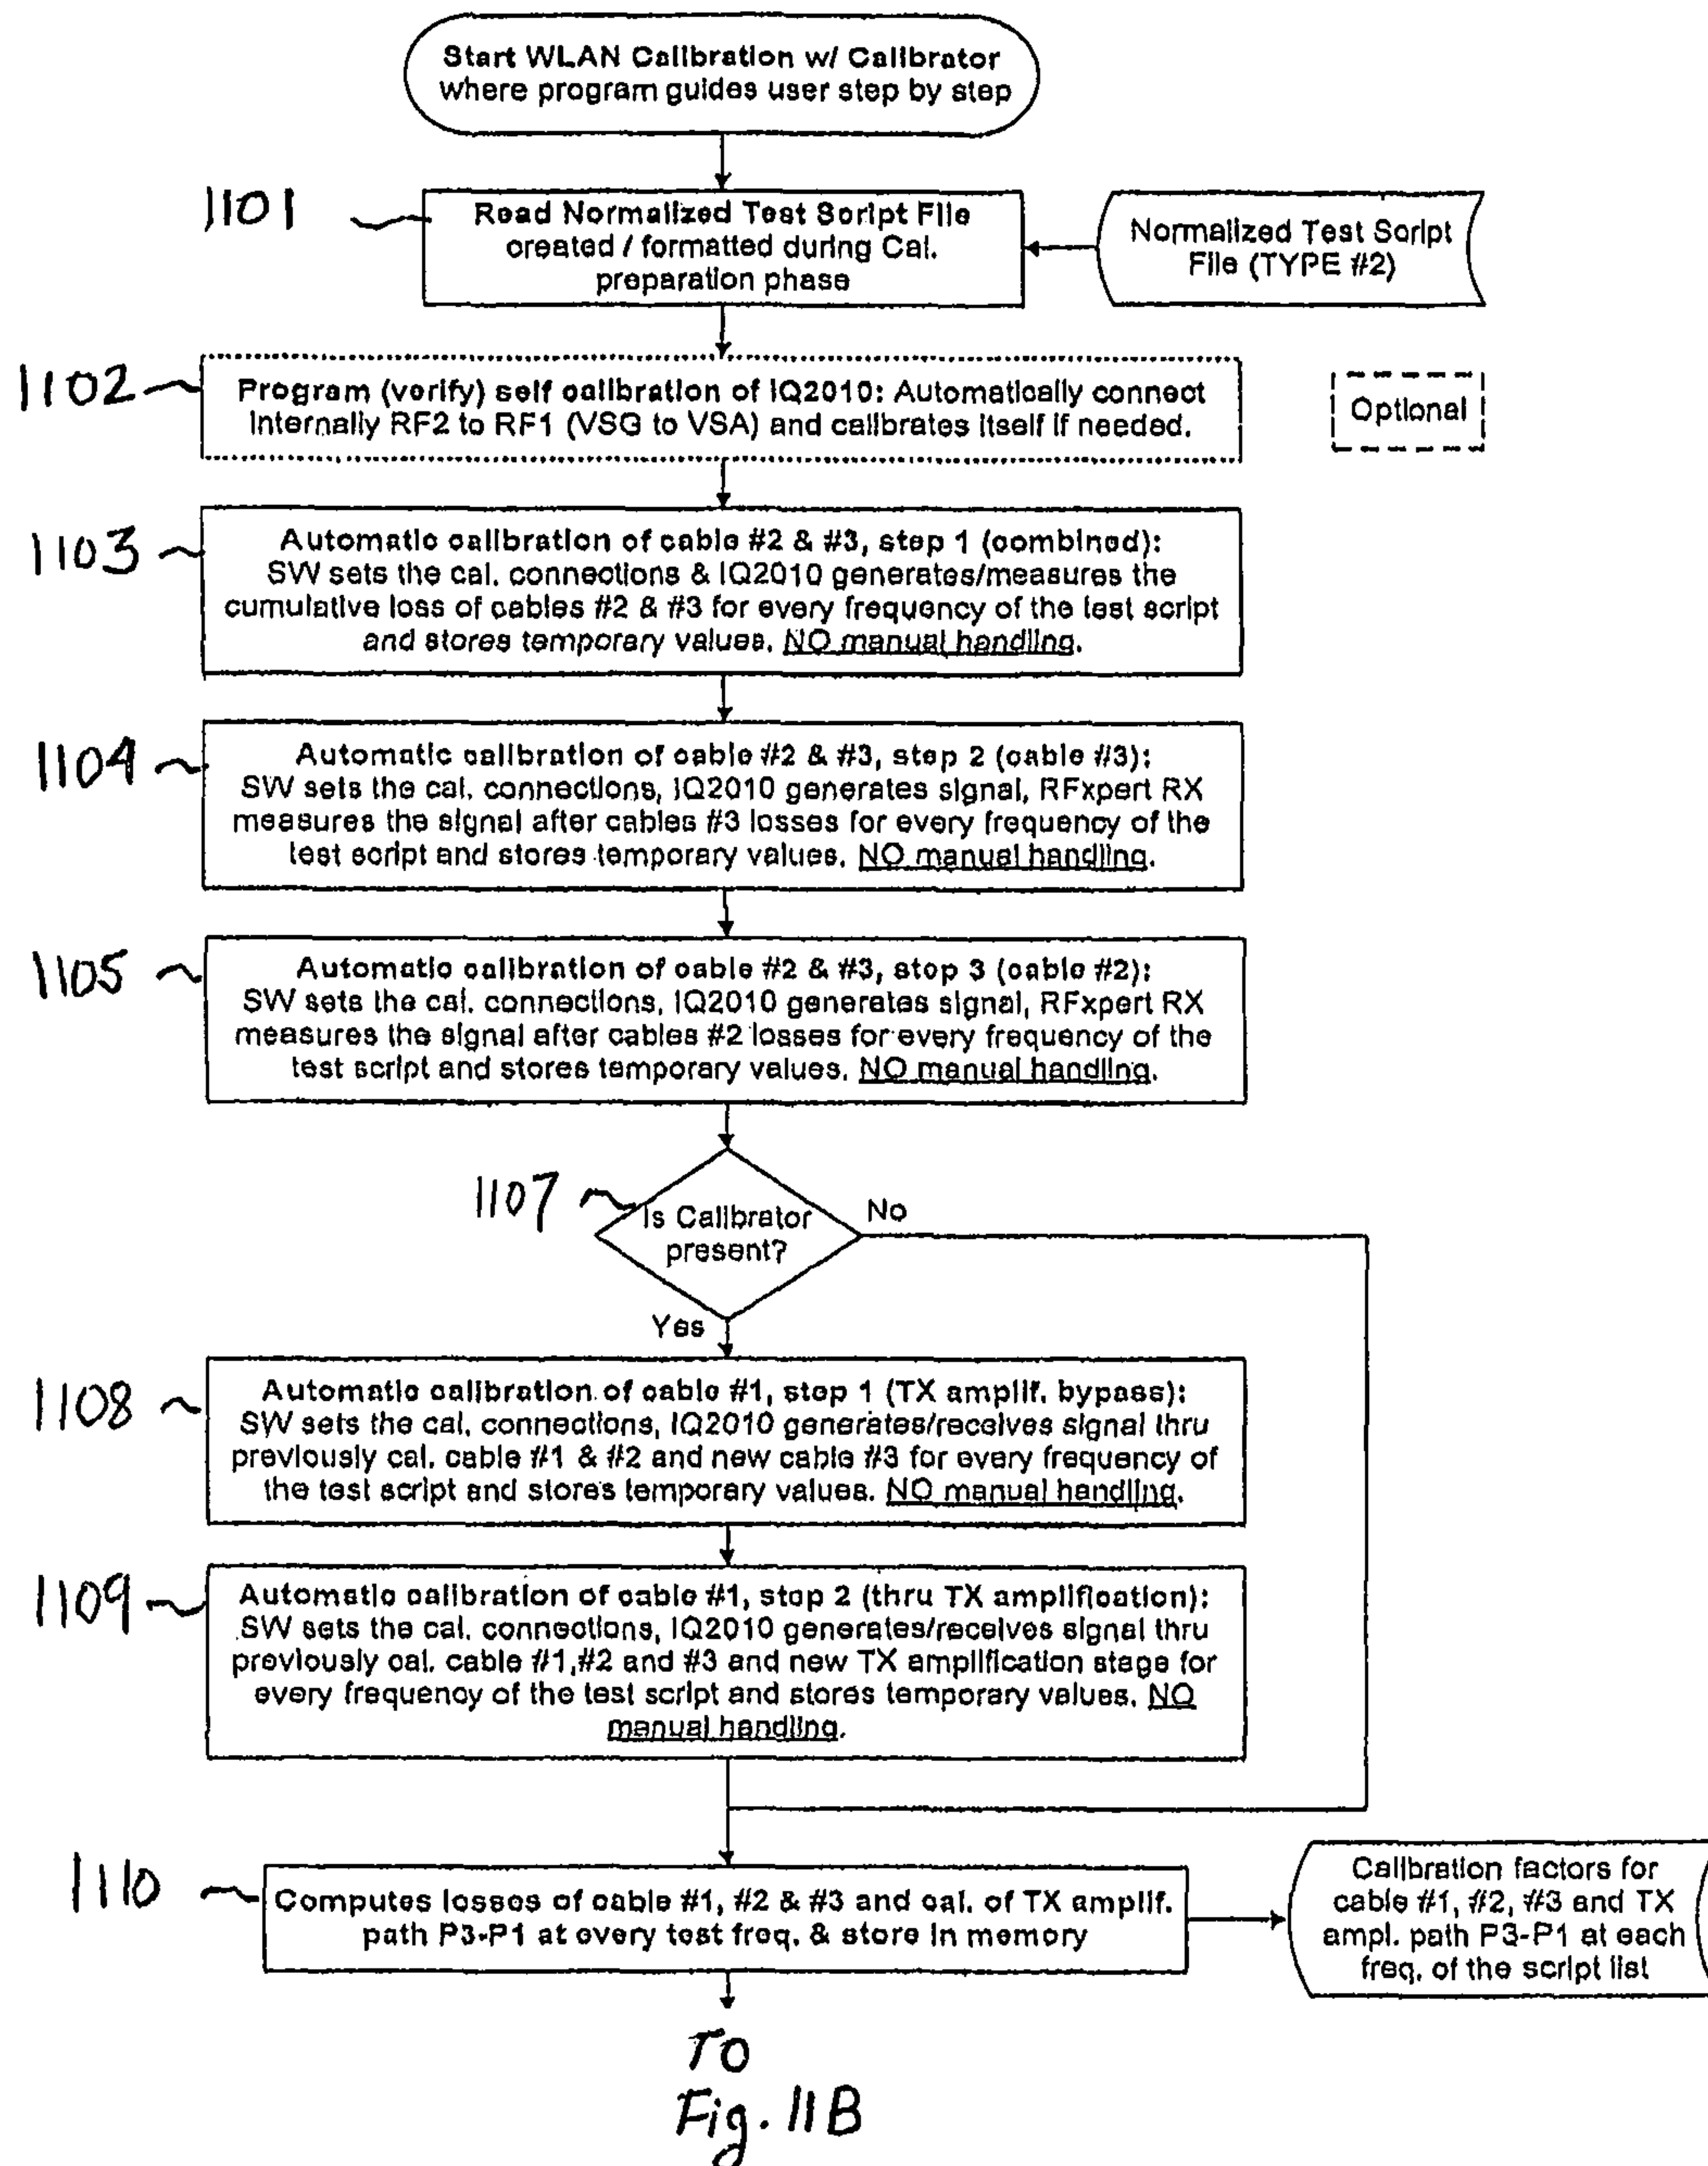 Start WLAN Calibration w/ Calibrator
where program guides user step by step
1101
Read Normalized Test Script File
created / formatted during Cal.
preparation phase
Normalized Test Script
File (TYPE #2)
1102
Program (verify) self calibration of IQ2010: Automatically connect
Internally RF2 to RF1 (VSG to VSA) and calibrates itself if needed.
Optional
1103
Automatic calibration of cable #2 & #3, step 1 (combined):
SW sets the cal. connections & IQ2010 generates/measures the
cumulative loss of cables #2 & #3 for every frequency of the test script
and stores temporary values. NO manual handling.
1104
Automatic calibration of cable #2 & #3, step 2 (cable #3):
SW sets the cal. connections, IQ2010 generates signal, RFxpert RX
measures the signal after cables #3 losses for every frequency of the
test script and stores temporary values. NO manual handling.
1105
Automatic calibration of cable #2 & #3, step 3 (cable #2):
SW sets the cal. connections, IQ2010 generates signal, RFxpert RX
measures the signal after cables #2 losses for every frequency of the
test script and stores temporary values. NO manual handling.
1107
Is Calibrator
present?
No
Yes
1108
Automatic calibration of cable #1, step 1 (TX amplif. bypass):
SW sets the cal. connections, IQ2010 generates/receives signal thru
previously cal. cable #1 & #2 and new cable #3 for every frequency of
the test script and stores temporary values. NO manual handling.
1109
Automatic calibration of cable #1, step 2 (thru TX amplification):
SW sets the cal. connections, IQ2010 generates/receives signal thru
previously cal. cable #1,#2 and #3 and new TX amplification stage for
every frequency of the test script and stores temporary values. NO
manual handling.
1110
Computes losses of cable #1, #2 & #3 and cal. of TX amplif.
path P3-P1 at every test freq. & store in memory
Calibration factors for
cable #1, #2, #3 and TX
ampl. path P3-P1 at each
freq. of the script list
TO
Fig. 11B